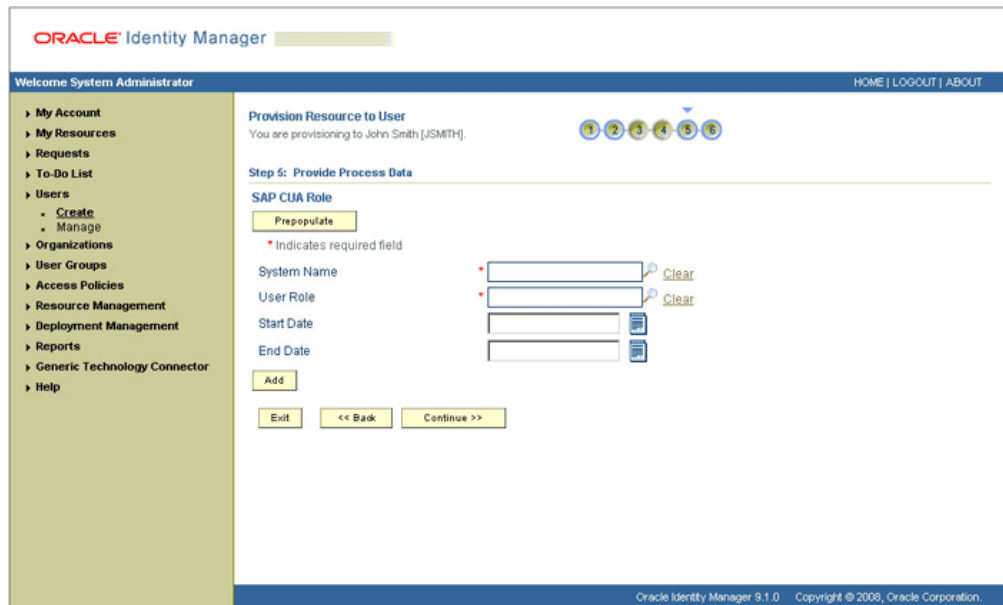 ORACLE Identity Manager
Welcome System Administrator
HOME | LOGOUT | ABOUT
My Account
My Resources
Requests
To-Do List
Users
Create
Manage
Organizations
User Groups
Access Policies
Resource Management
Deployment Management
Reports
Generic Technology Connector
Help
Provision Resource to User
You are provisioning to John Smith [JSMITH].
1 2 3 4 5 6
Step 5: Provide Process Data
SAP CUA Role
Prepopulate
* Indicates required field
System Name * Clear
User Role * Clear
Start Date
End Date
Add
Exit << Back Continue >>
Oracle Identity Manager 9.1.0 Copyright © 2008, Oracle Corporation.